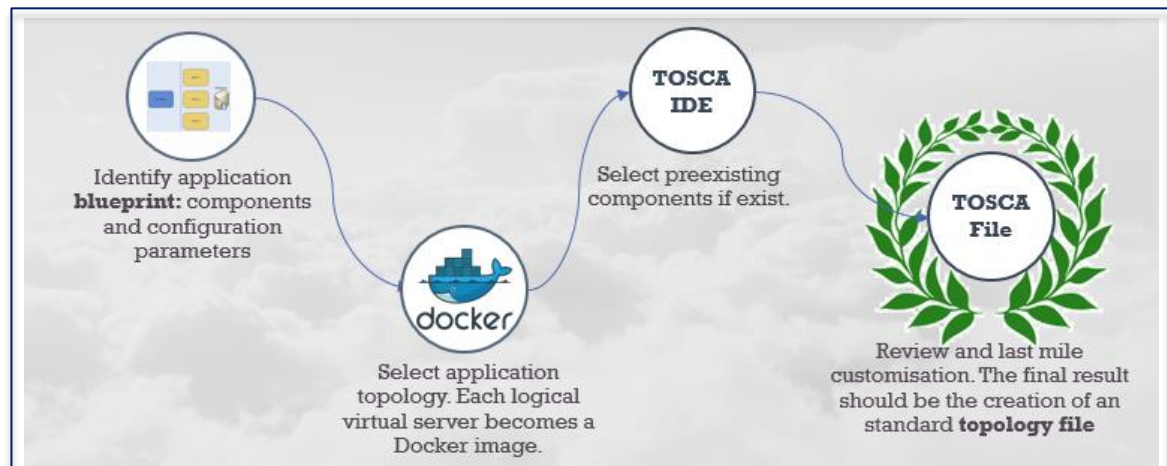 Identify application
blueprint: components
and configuration
parameters
docker
Select application
topology. Each logical
virtual server becomes a
Docker image.
TOSCA
IDE
Select preexisting
components if exist.
TOSCA
File
Review and last mile
customisation. The final result
should be the creation of an
standard topology file